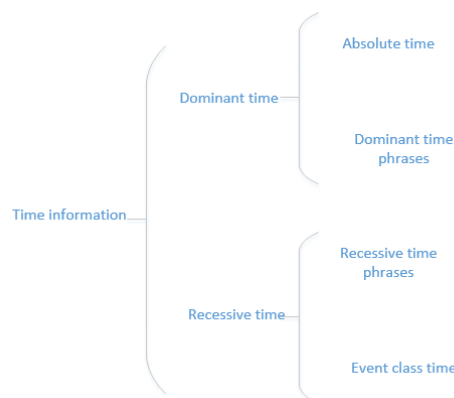 Absolute time
Dominant time
Dominant time
phrases
Time information
Recessive time
phrases
Recessive time
Event class time